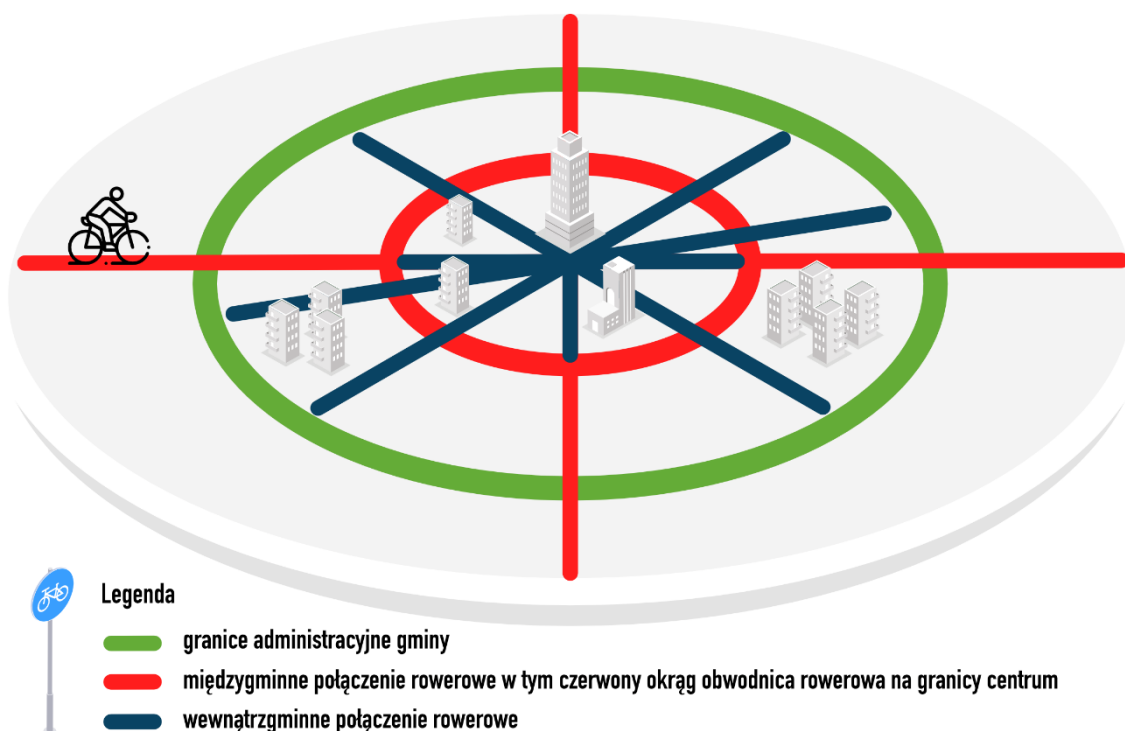 Legenda
granice administracyjne gminy
międzygminne połączenie rowerowe w tym czerwony okrąg obwodnica rowerowa na granicy centrum
wewnątrzgminne połączenie rowerowe